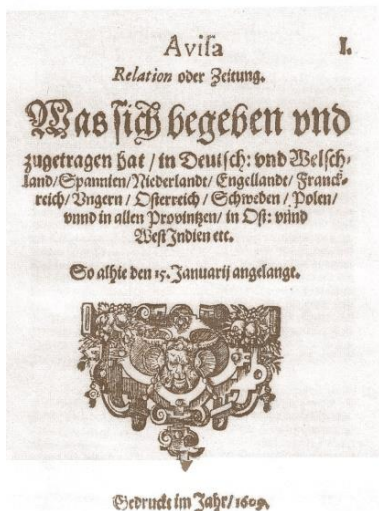 Aviſa I.
Relation oder Zeitung.
Was ſich begeben vnd
zugetragen hat / in Deutſch: vnd Welſch-
land/Spannien/Niederlandt/Engellandt/Franck-
reich/Vngern/Oſterreich/Schweden/Polen/
vnnd in allen Provintzen/in Oſt: vnnd
WeſtIndien etc.
So alhie den 15. Januarij angelangt.
Gedruckt im Jahr/1609.